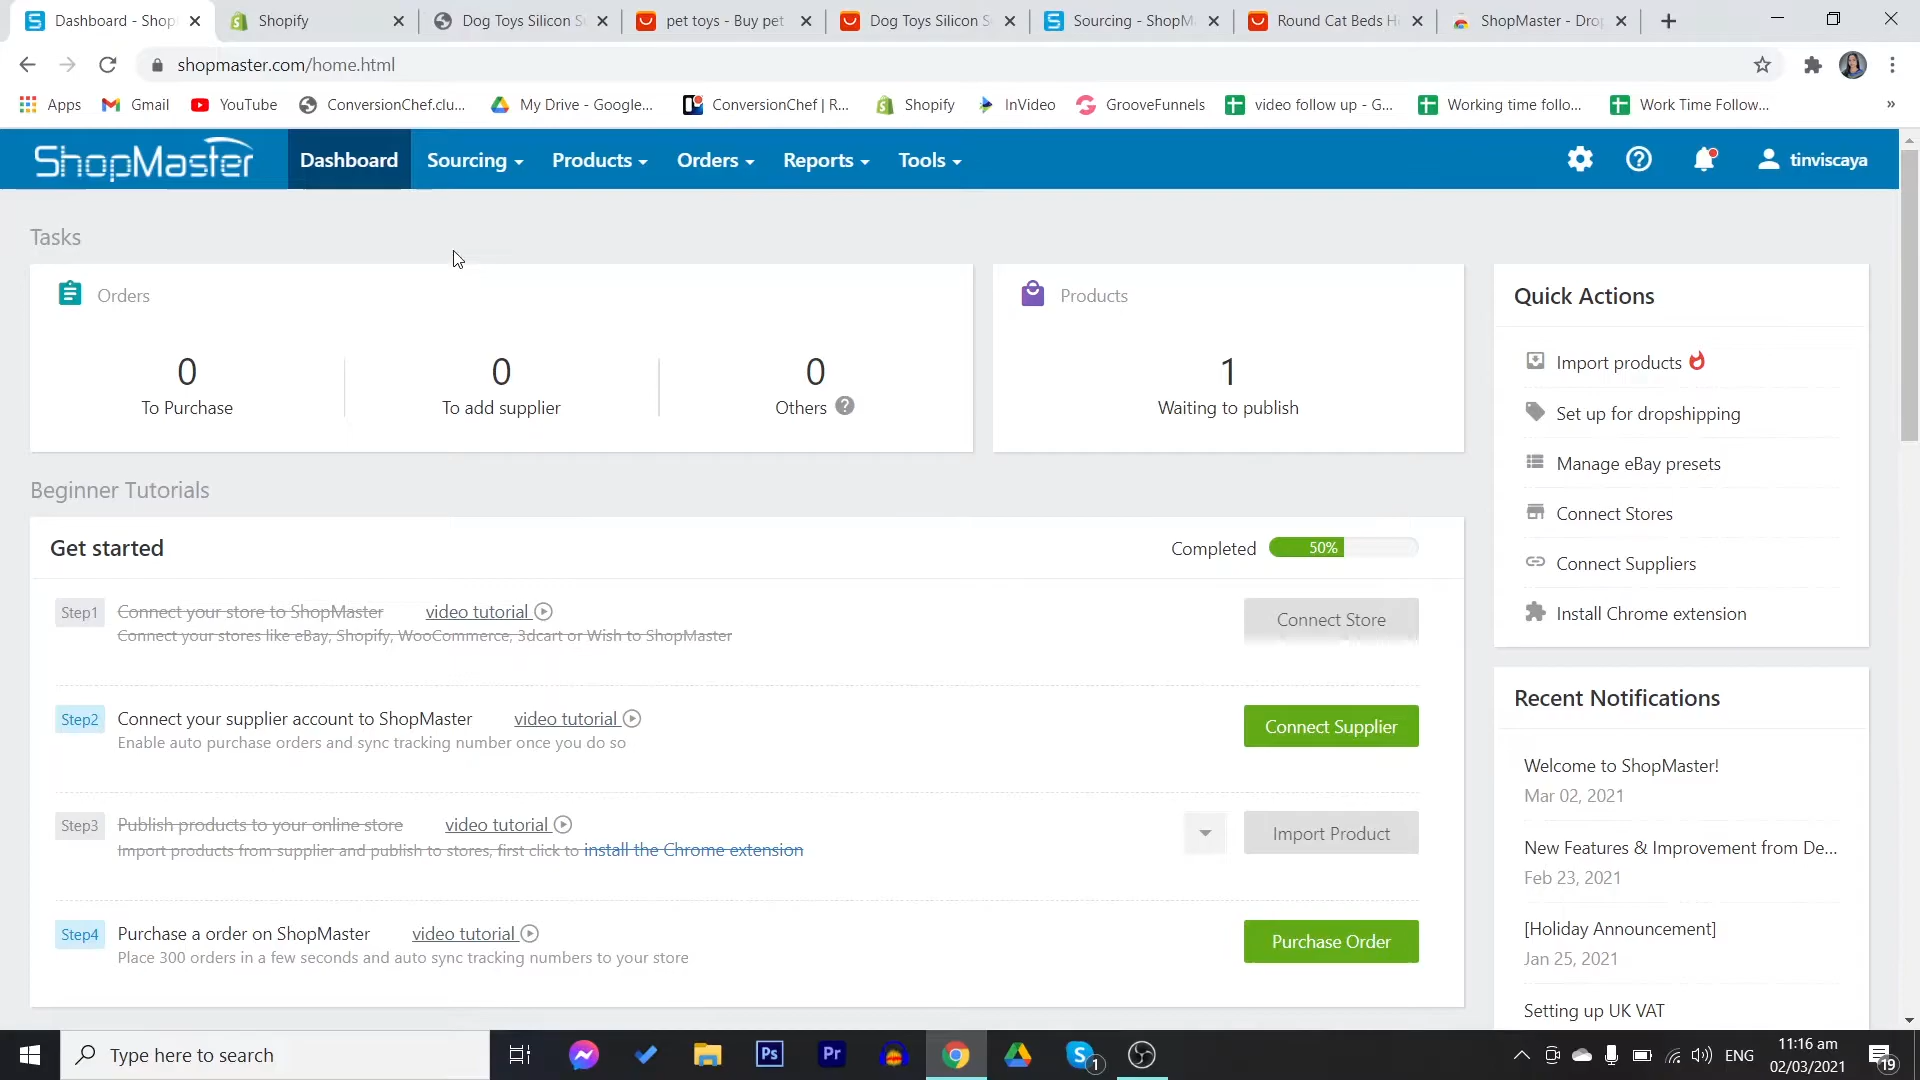 Dashboard - Shop
Shopify
Dog Toys Silicon S
pet toys - Buy pet
Dog Toys Silicon S
Sourcing - ShopM
Round Cat Beds H
ShopMaster - Drop
shopmaster.com/home.html
Apps
Gmail
YouTube
ConversionChef.clu...
My Drive - Google...
ConversionChef | R...
Shopify
InVideo
GrooveFunnels
video follow up - G...
Working time follo...
Work Time Follow...
»
ShopMaster
Dashboard
Sourcing
Products
Orders
Reports
Tools
tinviscaya
Tasks
Orders
0
To Purchase
0
To add supplier
0
Others
Products
1
Waiting to publish
Quick Actions
Import products
Set up for dropshipping
Manage eBay presets
Connect Stores
Connect Suppliers
Install Chrome extension
Beginner Tutorials
Get started
Completed 50%
Step1 Connect your store to ShopMaster video tutorial
Connect your stores like eBay, Shopify, WooCommerce, 3dcart or Wish to ShopMaster
Connect Store
Step2 Connect your supplier account to ShopMaster video tutorial
Enable auto purchase orders and sync tracking number once you do so
Connect Supplier
Step3 Publish products to your online store video tutorial
Import products from supplier and publish to stores, first click to install the Chrome extension
Import Product
Step4 Purchase a order on ShopMaster video tutorial
Place 300 orders in a few seconds and auto sync tracking numbers to your store
Purchase Order
Recent Notifications
Welcome to ShopMaster!
Mar 02, 2021
New Features & Improvement from De...
Feb 23, 2021
[Holiday Announcement]
Jan 25, 2021
Setting up UK VAT
Type here to search
Ps
Pr
S
1
ENG
11:16 am
02/03/2021
19